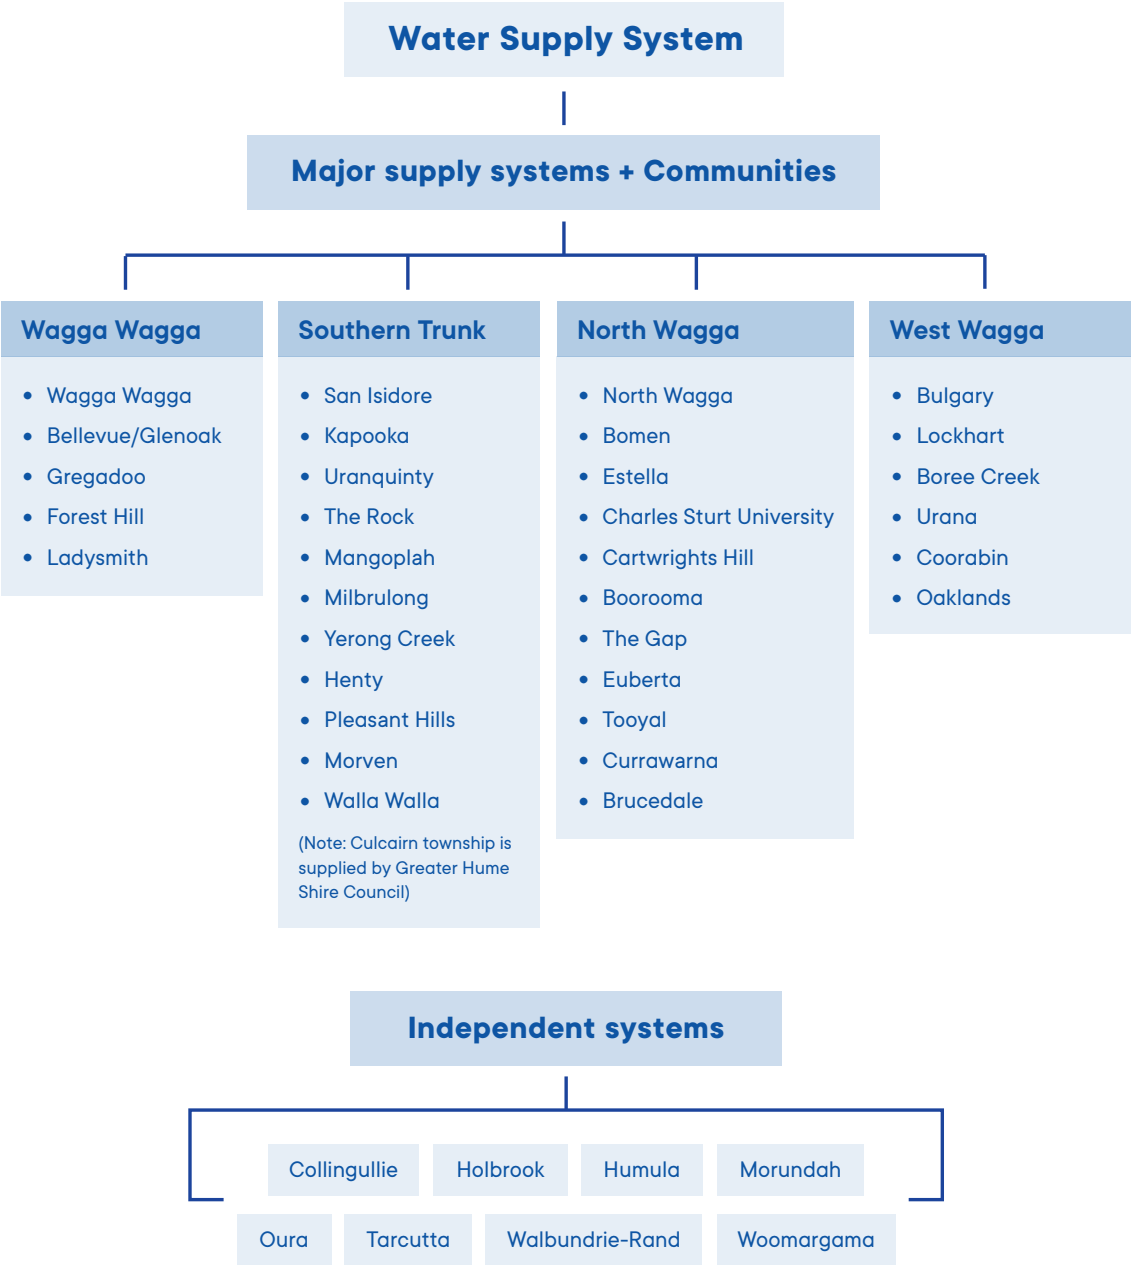 Water Supply System
Major supply systems + Communities
Wagga Wagga
• Wagga Wagga
• Bellevue/Glenoak
• Gregadoo
• Forest Hill
• Ladysmith
Southern Trunk
• San Isidore
• Kapooka
• Uranquinty
• The Rock
• Mangoplah
• Milbrulong
• Yerong Creek
• Henty
• Pleasant Hills
• Morven
• Walla Walla
(Note: Culcairn township is
supplied by Greater Hume
Shire Council)
North Wagga
• North Wagga
• Bomen
• Estella
• Charles Sturt University
• Cartwrights Hill
• Boorooma
• The Gap
• Euberta
• Tooyal
• Currawarna
• Brucedale
West Wagga
• Bulgary
• Lockhart
• Boree Creek
• Urana
• Coorabin
• Oaklands
Independent systems
Collingullie Holbrook Humula Morundah
Oura Tarcutta Walbundrie-Rand Woomargama